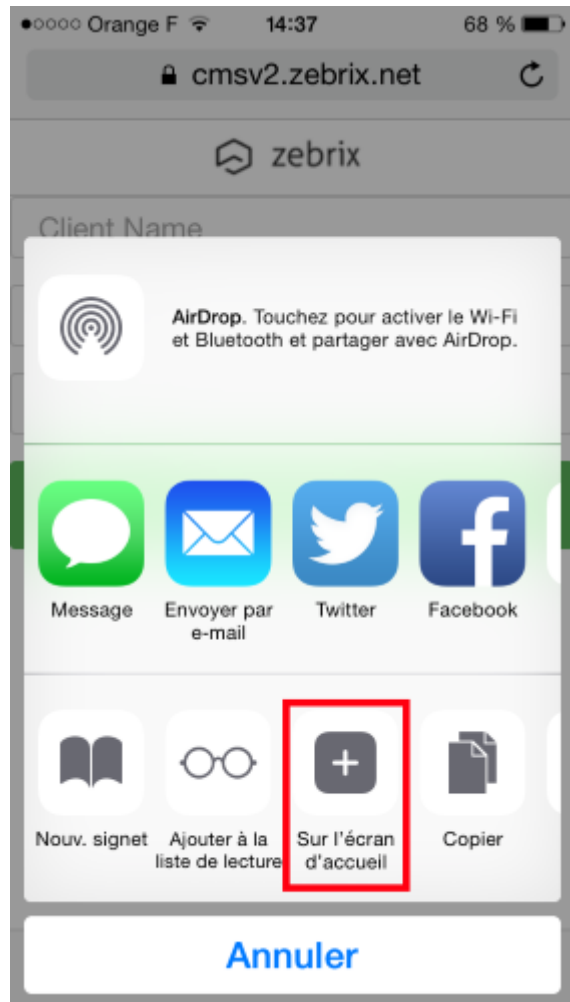 Orange F 14:37 68 %
cmsv2.zebrix.net
zebrix
Client Name
AirDrop. Touchez pour activer le Wi-Fi
et Bluetooth et partager avec AirDrop.
Message Envoyer par Twitter Facebook
e-mail
Nouv. signet Ajouter à la Sur l'écran Copier
liste de lecture d'accueil
Annuler